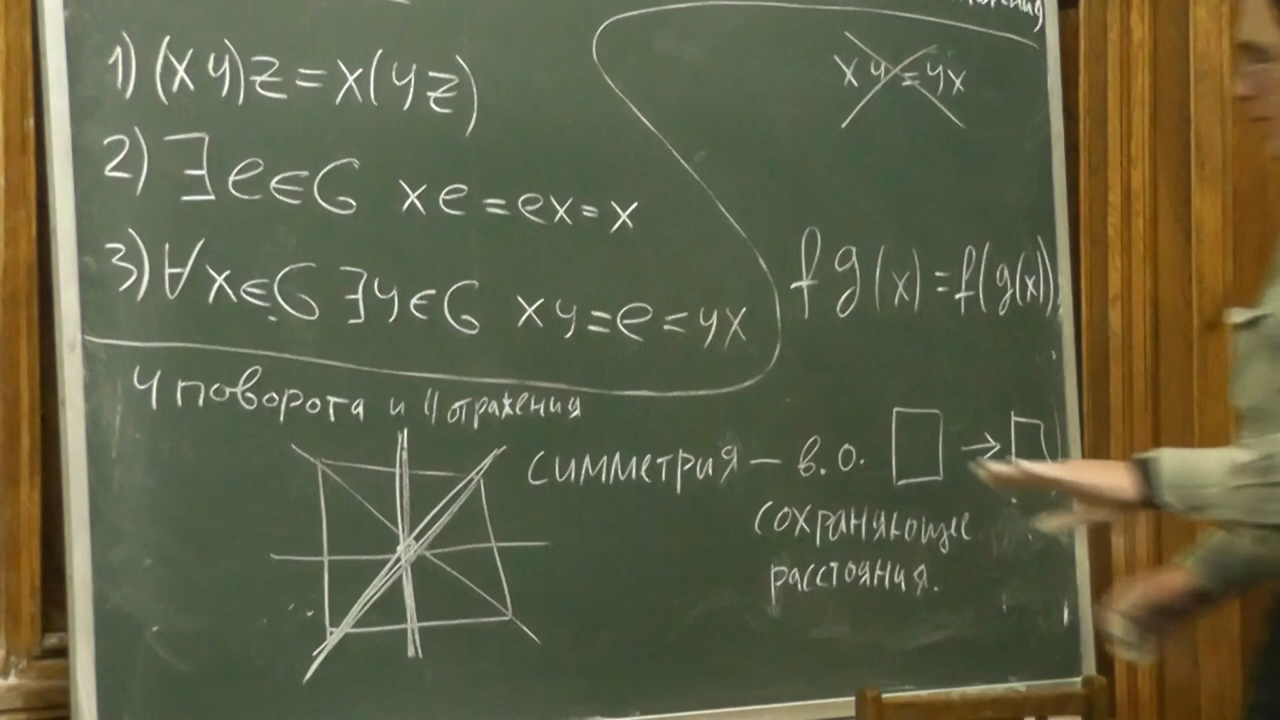 1) (xy)z = x(yz)
2) ∃ e ∈ G xe = ex = x
3) ∀ x ∈ G ∃ y ∈ G xy = e = yx
xy = yx
fg(x) = f(g(x))
4 поворота и 4 отражения
симметрия — в.о. □ → □
сохраняющее
расстояния.